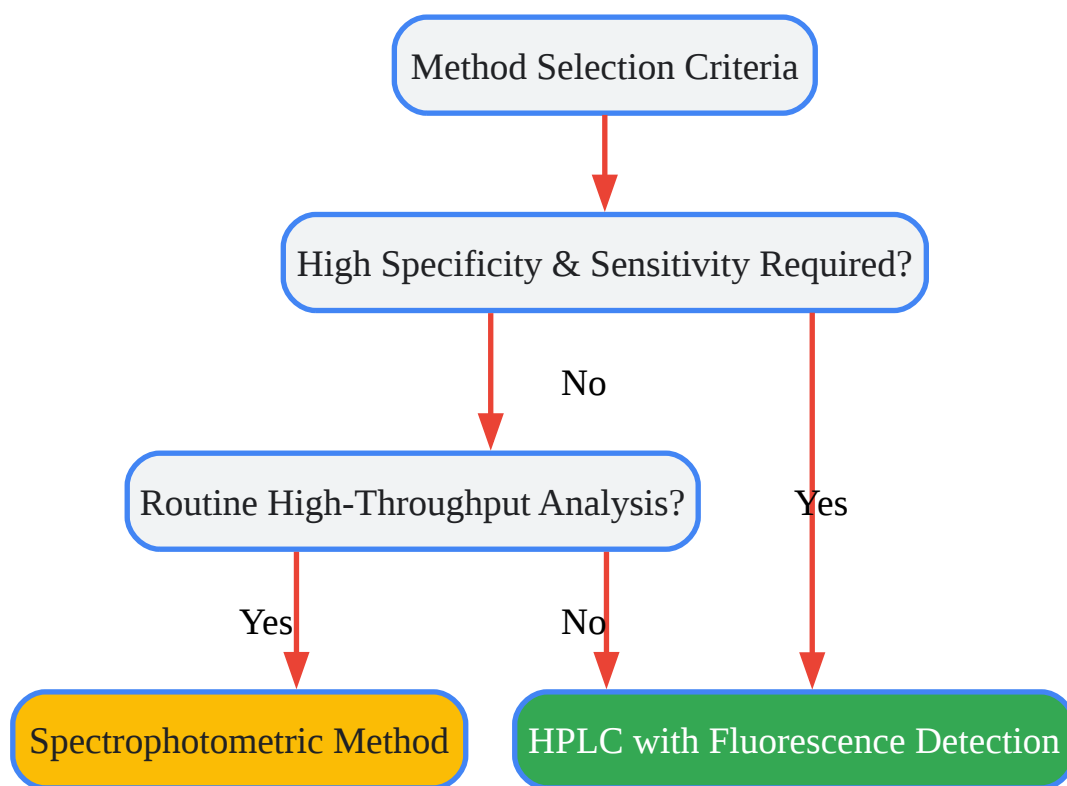 Method Selection Criteria
High Specificity & Sensitivity Required?
No
Routine High-Throughput Analysis?
Yes
Yes
No
Spectrophotometric Method
HPLC with Fluorescence Detection